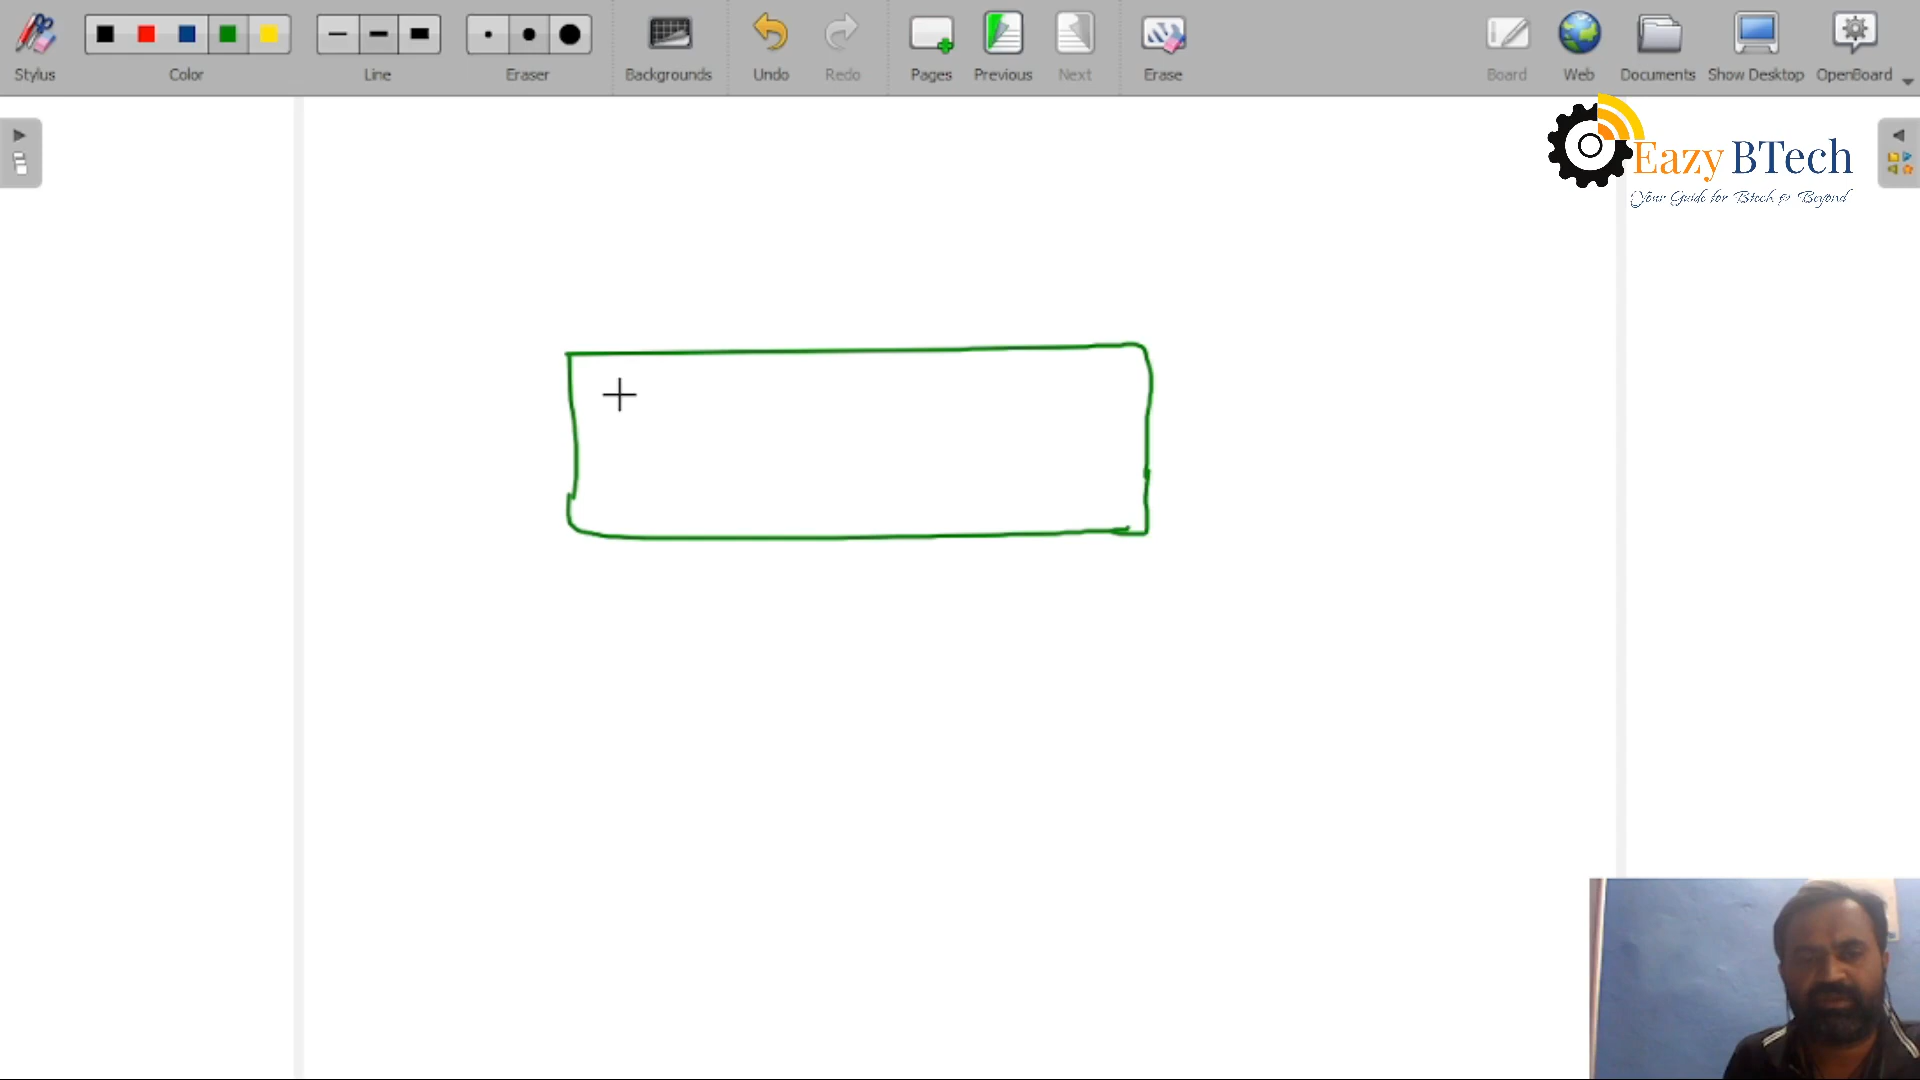 Stylus
Color
Line
Eraser
Backgrounds
Undo
Redo
Pages
Previous
Next
Erase
Board
Web
Documents
Show Desktop
OpenBoard
Eazy BTech
Your Guide for Btech & Beyond